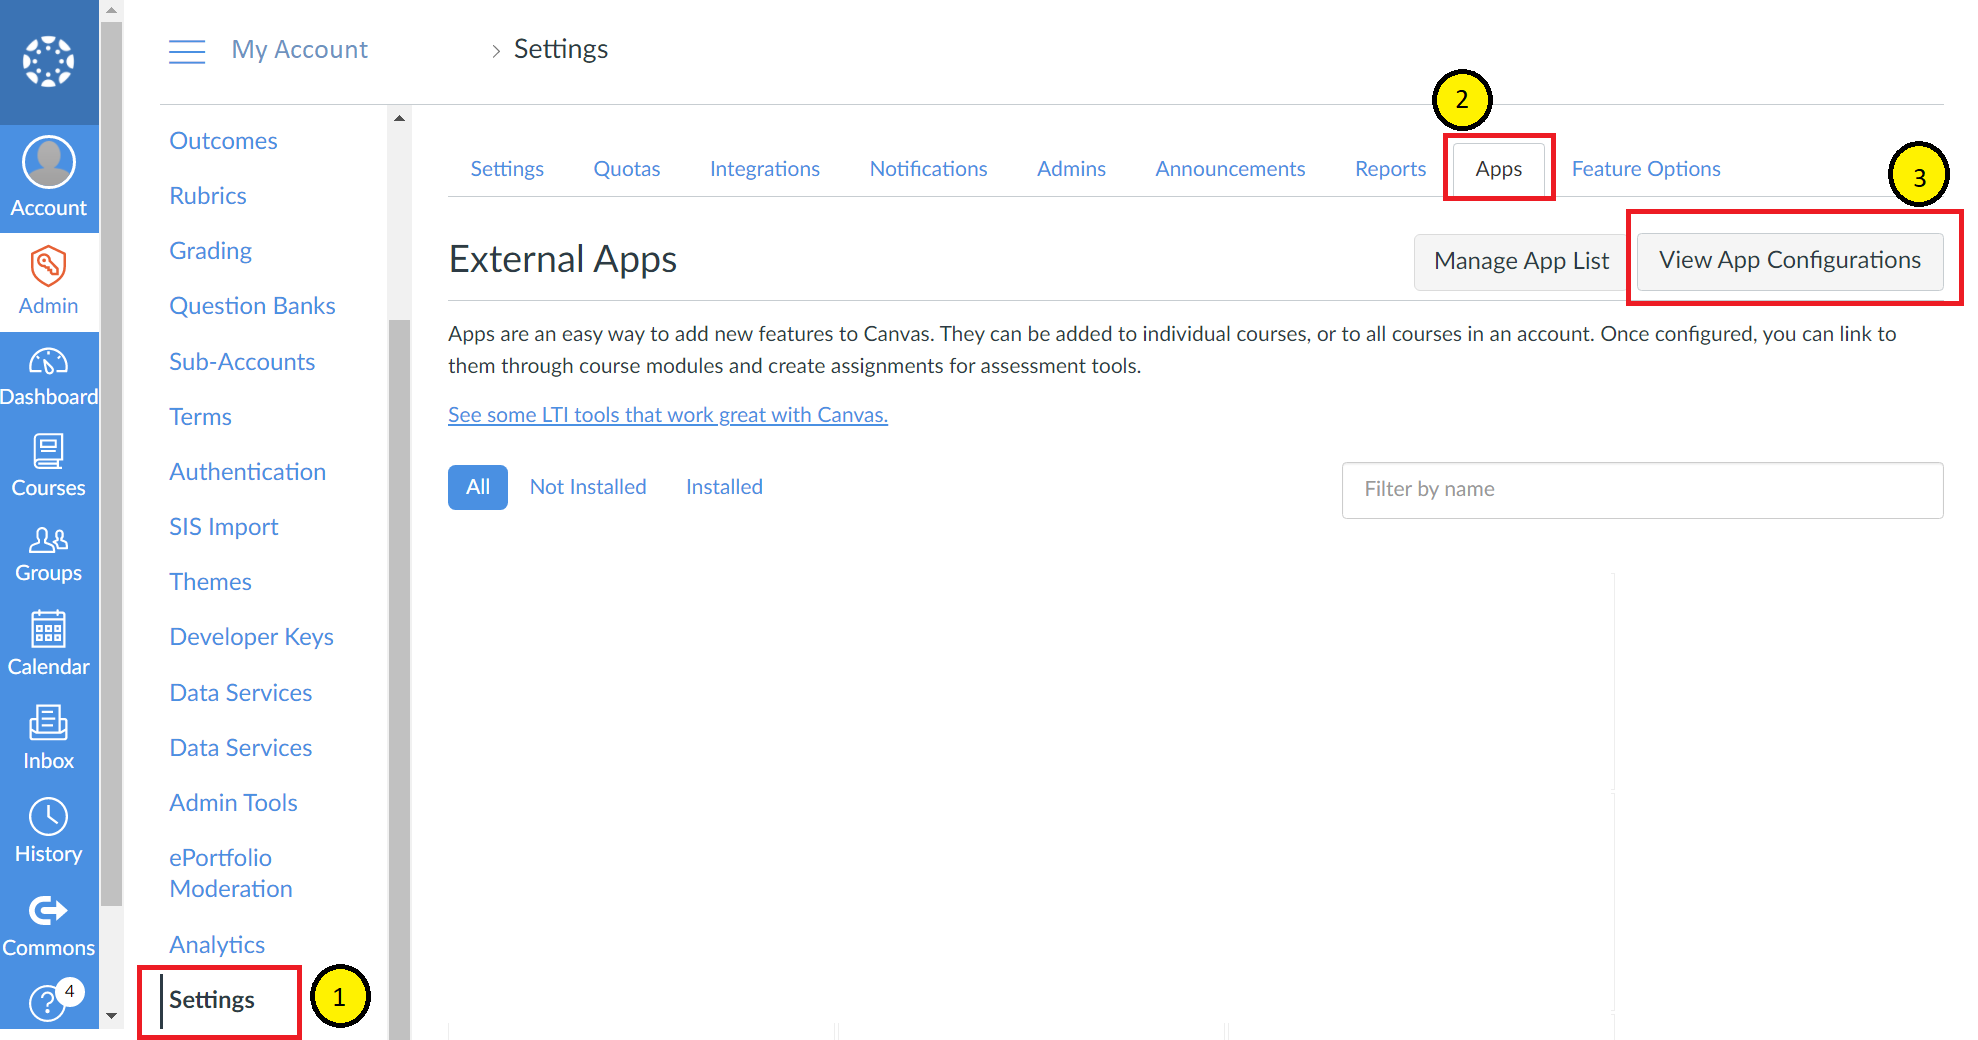 My Account > Settings
Account
Admin
Dashboard
Courses
Groups
Calendar
Inbox
History
Commons
? 4
Outcomes
Rubrics
Grading
Question Banks
Sub-Accounts
Terms
Authentication
SIS Import
Themes
Developer Keys
Data Services
Data Services
Admin Tools
ePortfolio
Moderation
Analytics
Settings
1
2
Settings Quotas Integrations Notifications Admins Announcements Reports Apps Feature Options
3
External Apps
Manage App List
View App Configurations
Apps are an easy way to add new features to Canvas. They can be added to individual courses, or to all courses in an account. Once configured, you can link to
them through course modules and create assignments for assessment tools.
See some LTI tools that work great with Canvas.
All Not Installed Installed
Filter by name